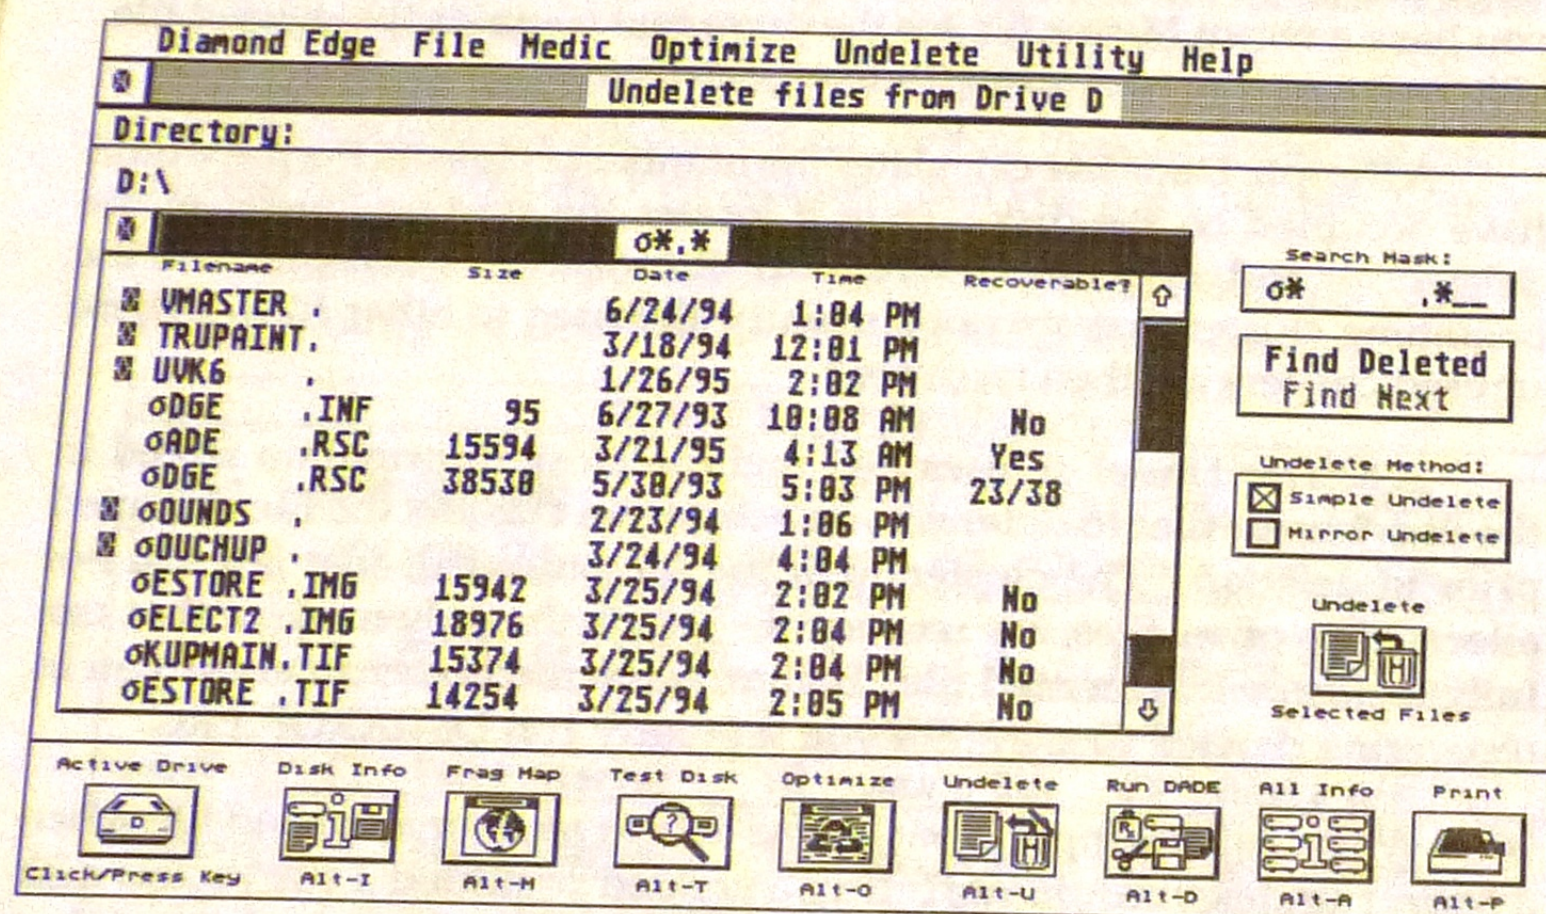 Diamond Edge File Medic Optimize Undelete Utility Help
Undelete files from Drive D
Directory:
D:\
σ*.*
Filename Size Date Time Recoverable?
VMASTER . 6/24/94 1:04 PM
TRUPAINT. 3/18/94 12:01 PM
UVK6 . 1/26/95 2:02 PM
σDGE .INF 95 6/27/93 10:08 AM No
σADE .RSC 15594 3/21/95 4:13 AM Yes
σDGE .RSC 38530 5/30/93 5:03 PM 23/38
σOUNDS . 2/23/94 1:06 PM
σOUCHUP . 3/24/94 4:04 PM
σESTORE .IMG 15942 3/25/94 2:02 PM No
σELECT2 .IMG 18976 3/25/94 2:04 PM No
σKUPMAIN.TIF 15374 3/25/94 2:04 PM No
σESTORE .TIF 14254 3/25/94 2:05 PM No
Search Mask:
σ* .*__
Find Deleted
Find Next
Undelete Method:
Simple Undelete
Mirror Undelete
Undelete
Selected Files
Active Drive Disk Info Frag Map Test Disk Optimize Undelete Run DADE All Info Print
D
Click/Press Key Alt-I Alt-M Alt-T Alt-O Alt-U Alt-D Alt-A Alt-P